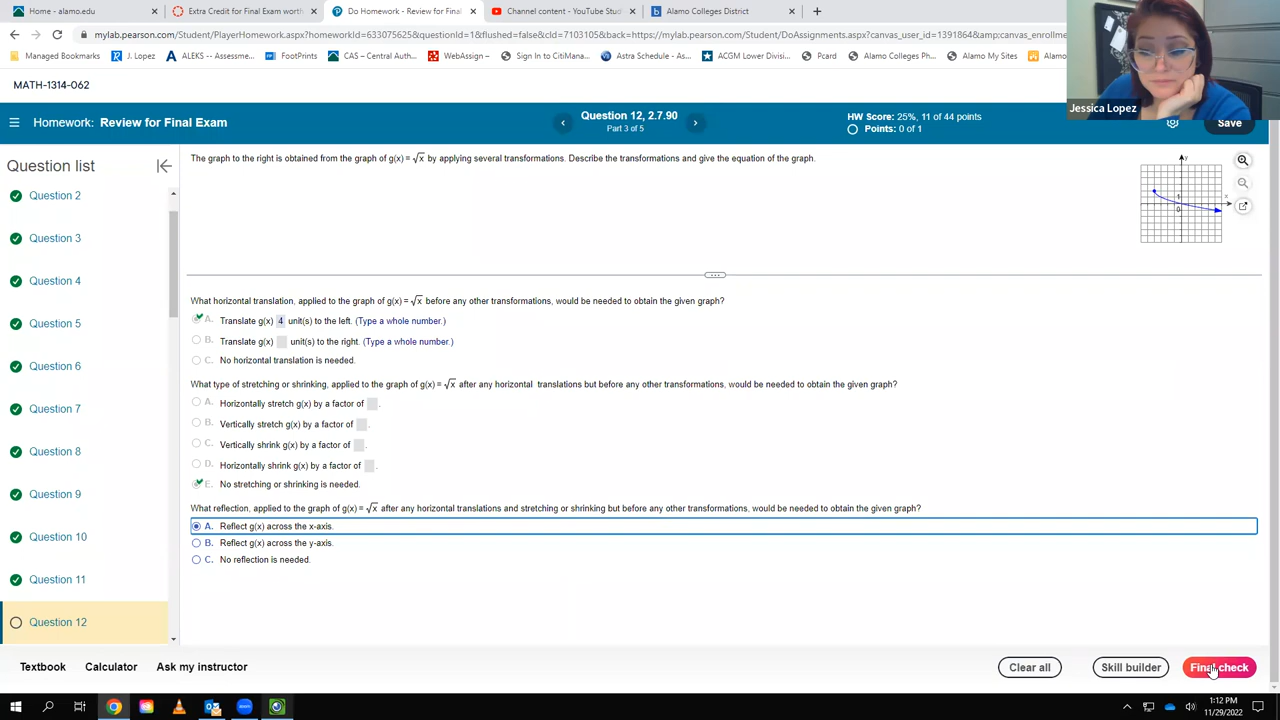 Home - alamo.edu
Extra Credit for Final Exam worth
Do Homework - Review for Final
Channel content - YouTube Stud
Alamo Colleges District
mylab.pearson.com/Student/PlayerHomework.aspx?homeworkId=633075625&questionId=1&flushed=false&cId=7103105&back=https://mylab.pearson.com/Student/DoAssignments.aspx?canvas_user_id=1391864&amp;canvas_enrollme
Managed Bookmarks
J. Lopez
ALEKS -- Assessme...
FootPrints
CAS – Central Auth...
WebAssign –
Sign In to CitiMana...
Astra Schedule - As...
ACGM Lower Divisi...
Pcard
Alamo Colleges Ph...
Alamo My Sites
Alamo
Jessica Lopez
MATH-1314-062
Homework: Review for Final Exam
Question 12, 2.7.90
Part 3 of 5
HW Score: 25%, 11 of 44 points
Points: 0 of 1
Save
Question list
Question 2
Question 3
Question 4
Question 5
Question 6
Question 7
Question 8
Question 9
Question 10
Question 11
Question 12
The graph to the right is obtained from the graph of g(x) = √x by applying several transformations. Describe the transformations and give the equation of the graph.
y
x
1
0
What horizontal translation, applied to the graph of g(x) = √x before any other transformations, would be needed to obtain the given graph?
A. Translate g(x) 4 unit(s) to the left. (Type a whole number.)
B. Translate g(x) unit(s) to the right. (Type a whole number.)
C. No horizontal translation is needed.
What type of stretching or shrinking, applied to the graph of g(x) = √x after any horizontal translations but before any other transformations, would be needed to obtain the given graph?
A. Horizontally stretch g(x) by a factor of .
B. Vertically stretch g(x) by a factor of .
C. Vertically shrink g(x) by a factor of .
D. Horizontally shrink g(x) by a factor of .
E. No stretching or shrinking is needed.
What reflection, applied to the graph of g(x) = √x after any horizontal translations and stretching or shrinking but before any other transformations, would be needed to obtain the given graph?
A. Reflect g(x) across the x-axis.
B. Reflect g(x) across the y-axis.
C. No reflection is needed.
Textbook
Calculator
Ask my instructor
Clear all
Skill builder
Final check
1:12 PM
11/29/2022